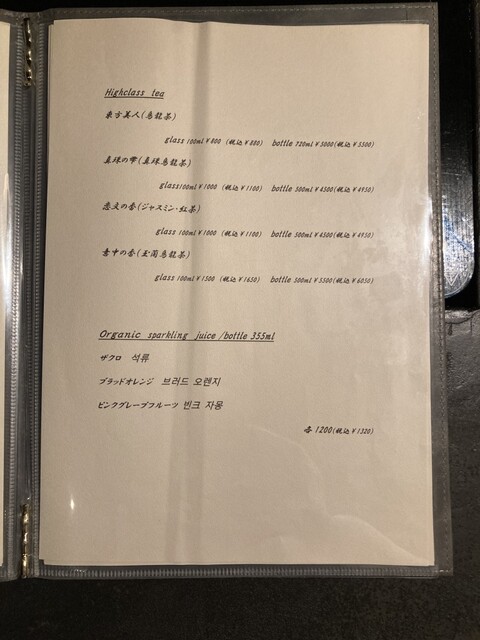 Highclass tea
東方美人(烏龍茶)
glass 100ml ¥800 (税込 ¥880) bottle 720ml ¥5000(税込 ¥5500)
真珠の雫(真珠烏龍茶)
glass100ml ¥1000 (税込 ¥1100) bottle 500ml ¥4500(税込 ¥4950)
恋文の香(ジャスミン・紅茶)
glass 100ml ¥1000 (税込 ¥1100) bottle 500ml ¥4500(税込 ¥4950)
の香(玉蘭烏龍茶)
glass 100ml ¥1500 (税込 ¥1650) bottle 500ml ¥5500(税込 ¥6050)
Organic sparkling juice /bottle 355ml
ザクロ 석류
ブラッドオレンジ 브러드 오렌지
ピンクグレープフルーツ 빈크 자몽
各 1200(税込 ¥1320)